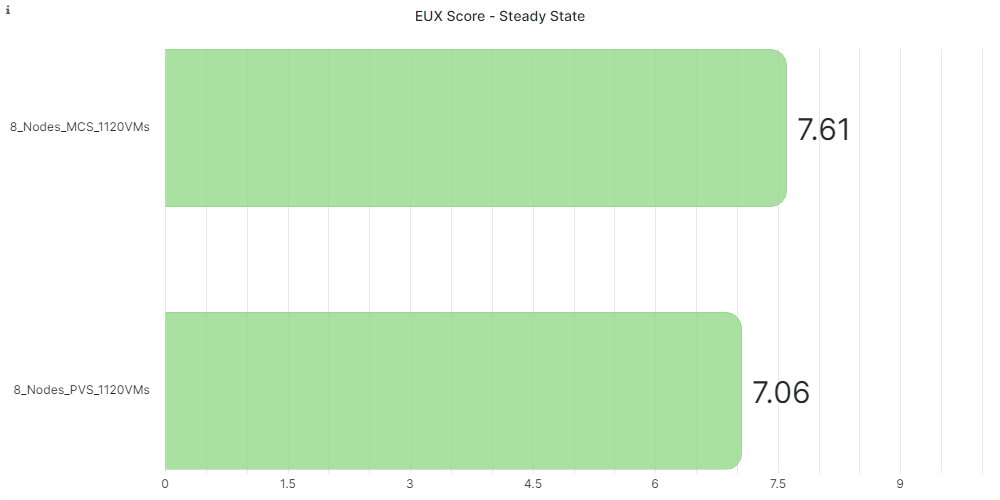 i
EUX Score - Steady State
8_Nodes_MCS_1120VMs
7.61
8_Nodes_PVS_1120VMs
7.06
0 1.5 3 4.5 6 7.5 9